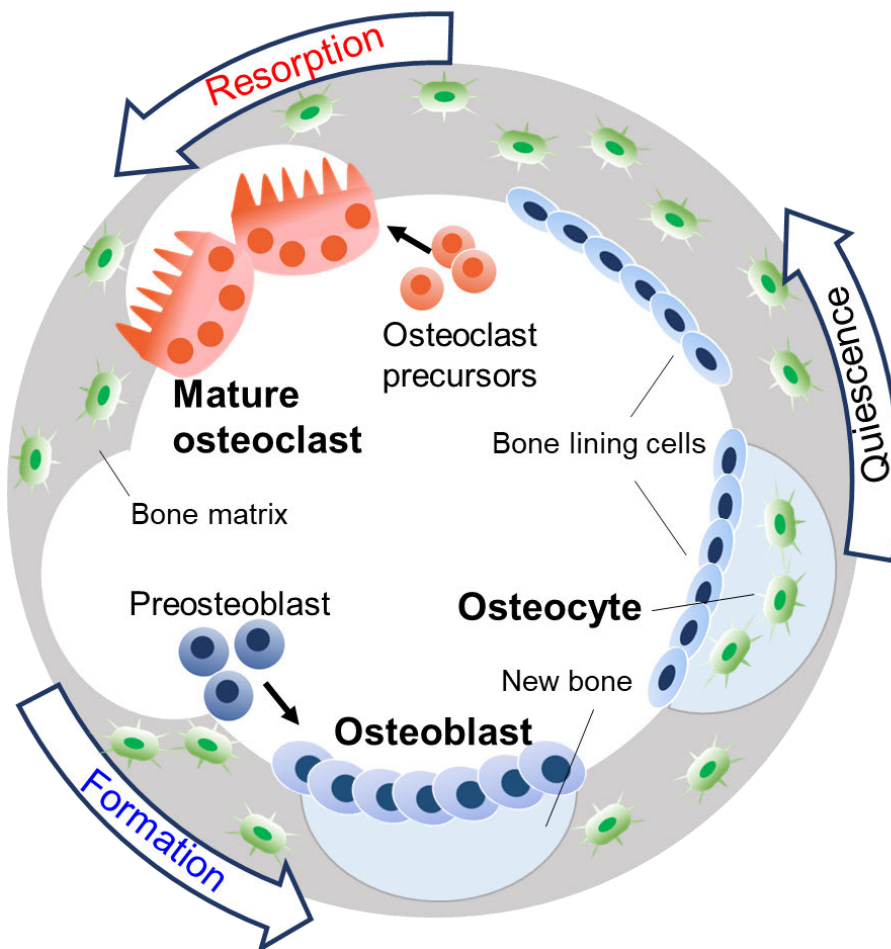 Resorption
Osteoclast
precursors
Mature
osteoclast
Quiescence
Bone lining cells
Bone matrix
Preosteoblast
Osteocyte
New bone
Osteoblast
Formation